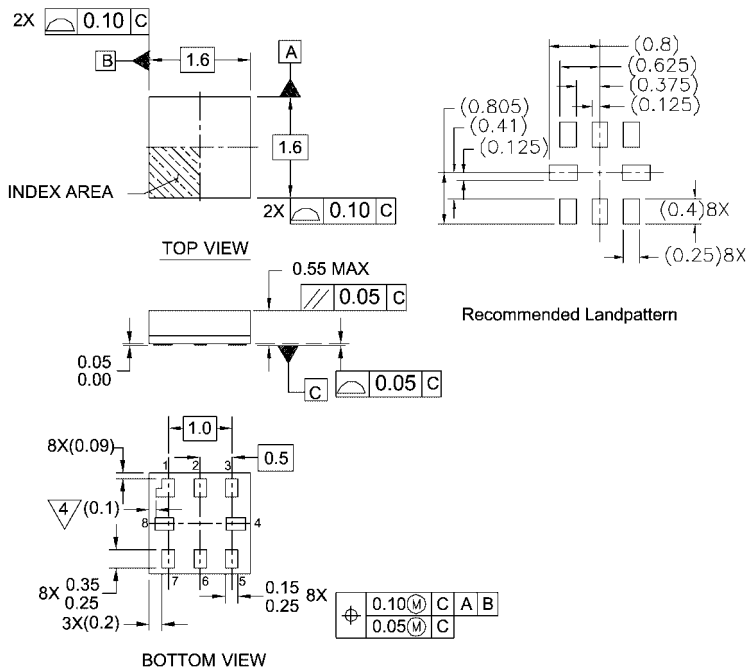 2X 0.10 C
B 1.6 A
1.6
INDEX AREA
2X 0.10 C
TOP VIEW
(0.8)
(0.625)
(0.375)
(0.125)
(0.805)
(0.41)
(0.125)
(0.4)8X
(0.25)8X
Recommended Landpattern
0.55 MAX
// 0.05 C
0.05
0.00
C
0.05 C
1.0
8X(0.09)
0.5
1 2 3
4 (0.1)
8 4
7 6 5
8X 0.35
0.25
0.15
0.25 8X
3X(0.2)
0.10 M C A B
0.05 M C
BOTTOM VIEW